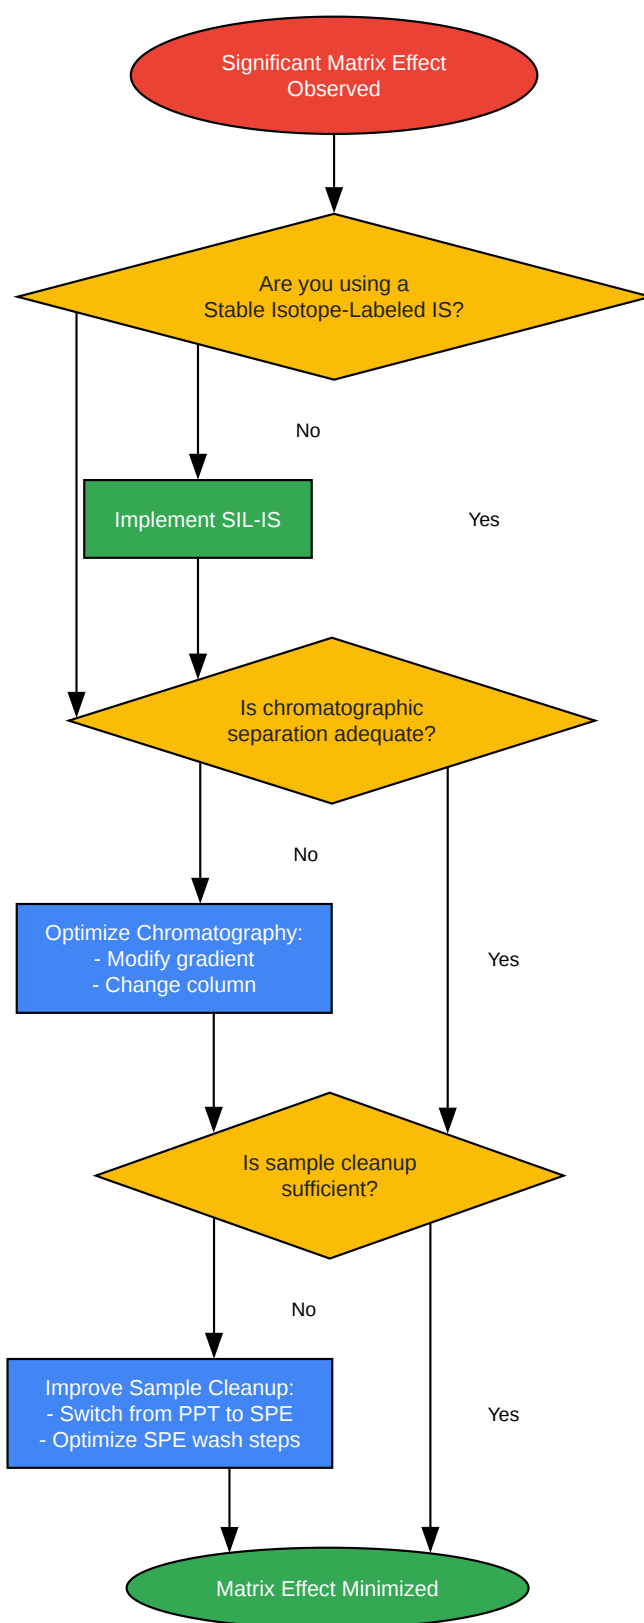 Significant Matrix Effect
Observed
Are you using a
Stable Isotope-Labeled IS?
No
Implement SIL-IS
Yes
Is chromatographic
separation adequate?
No
Optimize Chromatography:
- Modify gradient
- Change column
Yes
Is sample cleanup
sufficient?
No
Improve Sample Cleanup:
- Switch from PPT to SPE
- Optimize SPE wash steps
Yes
Matrix Effect Minimized